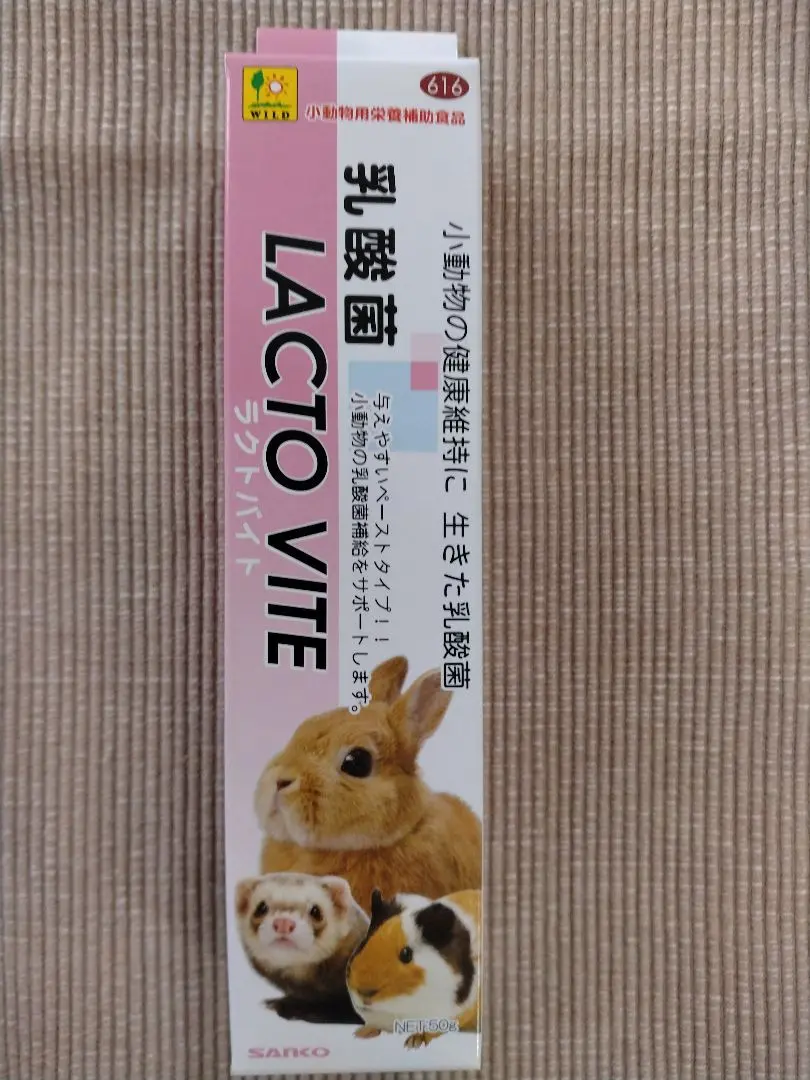 616
WILD
小動物用栄養補助食品
小動物の健康維持に 生きた乳酸菌
乳酸菌
与えやすいペーストタイプ！！
小動物の乳酸菌補給をサポートします。
LACTO VITE
ラクトバイト
NET 50g
SANKO